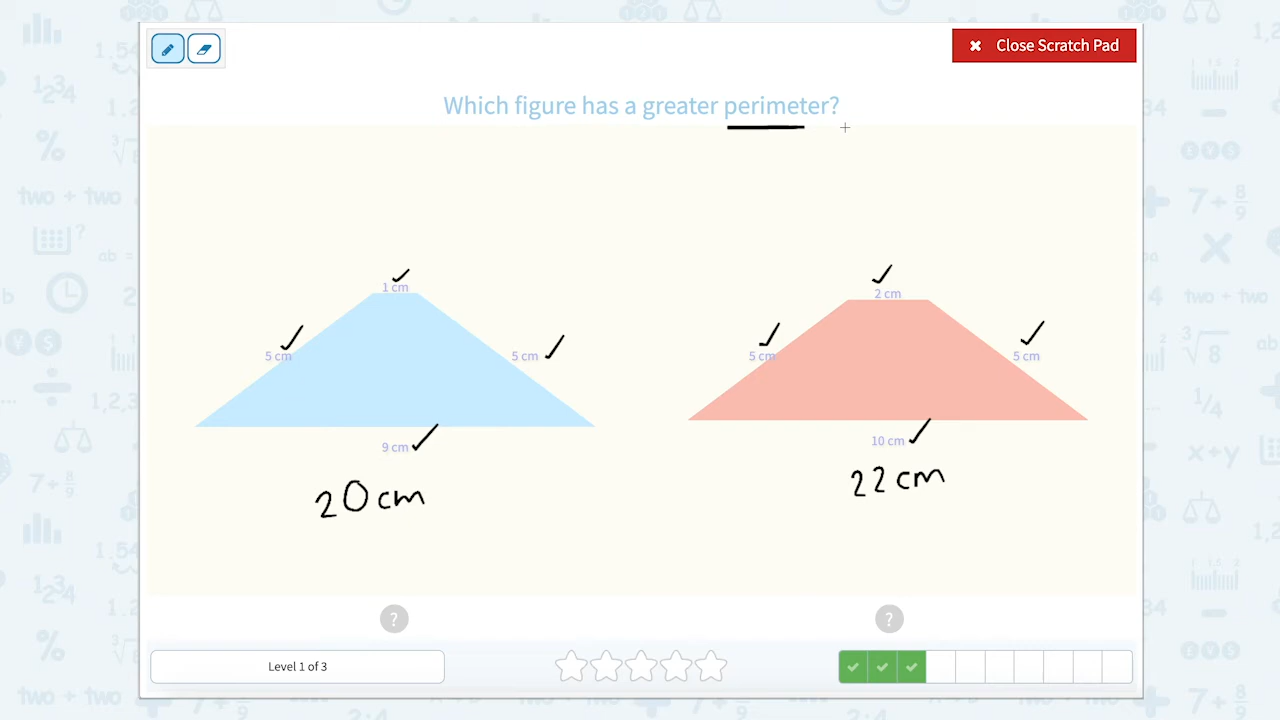 Close Scratch Pad
Which figure has a greater perimeter?
1 cm
5 cm
5 cm
9 cm
20 cm
2 cm
5 cm
5 cm
10 cm
22 cm
?
?
Level 1 of 3